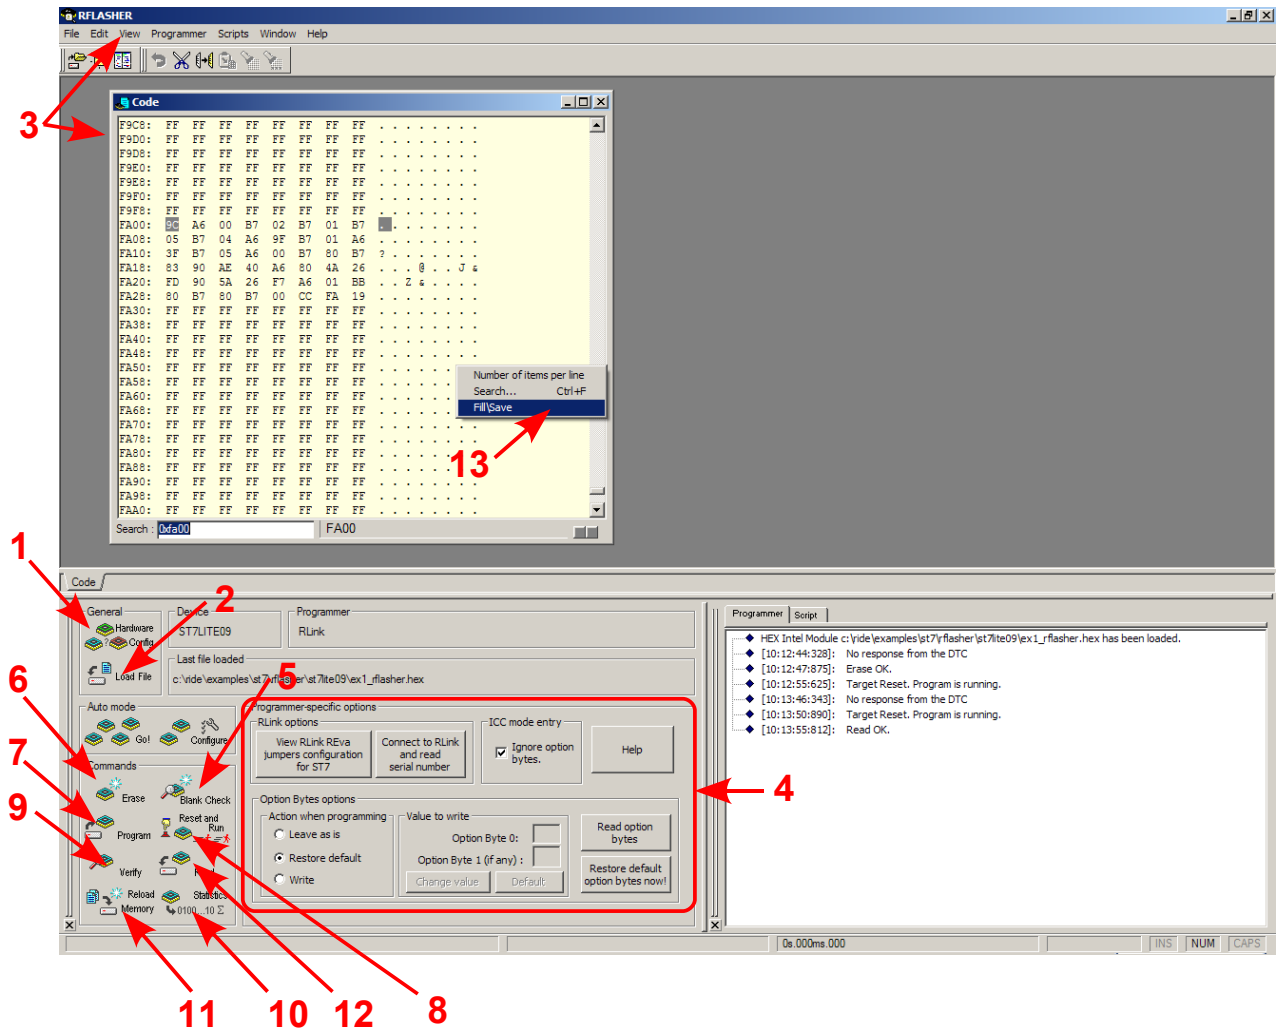 RFLASHER
File Edit View Programmer Scripts Window Help
3
Code
F9C8: FF FF FF FF FF FF FF FF . . . . . . . .
F9D0: FF FF FF FF FF FF FF FF . . . . . . . .
F9D8: FF FF FF FF FF FF FF FF . . . . . . . .
F9E0: FF FF FF FF FF FF FF FF . . . . . . . .
F9E8: FF FF FF FF FF FF FF FF . . . . . . . .
F9F0: FF FF FF FF FF FF FF FF . . . . . . . .
F9F8: FF FF FF FF FF FF FF FF . . . . . . . .
FA00: 9C A6 00 B7 02 B7 01 B7 . . . . . . . .
FA08: 05 B7 04 A6 9F B7 01 A6 . . . . . . . .
FA10: 3F B7 05 A6 00 B7 80 B7 ? . . . . . . .
FA18: 83 90 AE 40 A6 80 4A 26 . . . @ . . J &
FA20: FD 90 5A 26 F7 A6 01 BB . . Z & . . . .
FA28: 80 B7 80 B7 00 CC FA 19 . . . . . . . .
FA30: FF FF FF FF FF FF FF FF . . . . . . . .
FA38: FF FF FF FF FF FF FF FF . . . . . . . .
FA40: FF FF FF FF FF FF FF FF . . . . . . . .
FA48: FF FF FF FF FF FF FF FF . . . . . . . .
FA50: FF FF FF FF FF FF FF FF . . . . . .
FA58: FF FF FF FF FF FF FF FF . . . . . .
FA60: FF FF FF FF FF FF FF FF . . . . . .
FA68: FF FF FF FF FF FF FF FF . . . . . .
FA70: FF FF FF FF FF FF FF FF . . . . . . . .
FA78: FF FF FF FF FF FF FF FF . . . . . . . .
FA80: FF FF FF FF FF FF FF FF . . . . . .
FA88: FF FF FF FF FF FF FF FF . . . . . .
FA90: FF FF FF FF FF FF FF FF . . . . . . . .
FA98: FF FF FF FF FF FF FF FF . . . . . . . .
FAA0: FF FF FF FF FF FF FF FF . . . . . . . .
Number of items per line
Search... Ctrl+F
Fill\Save
13
Search : 0xfa00 FA00
Code
1
2
General
Hardware
Config
Load File
Device
ST7LITE09
Programmer
RLink
Last file loaded
c:\ride\examples\st7\rflasher\st7lite09\ex1_rflasher.hex
5
6
Auto mode
Go!
Configure
7
9
Commands
Erase
Blank Check
Program
Reset and
Run
Verify
Reload
Memory
Statistics
0100...10 Σ
Programmer-specific options
RLink options
View RLink REva
jumpers configuration
for ST7
Connect to RLink
and read
serial number
ICC mode entry
Ignore option
bytes.
Help
Option Bytes options
Action when programming
Leave as is
Restore default
Write
Value to write
Option Byte 0:
Option Byte 1 (if any) :
Change value
Default
Read option
bytes
Restore default
option bytes now!
4
Programmer Script
HEX Intel Module c:\ride\examples\st7\rflasher\st7lite09\ex1_rflasher.hex has been loaded.
[10:12:44:328]: No response from the DTC
[10:12:47:875]: Erase OK.
[10:12:55:625]: Target Reset. Program is running.
[10:13:46:343]: No response from the DTC
[10:13:50:890]: Target Reset. Program is running.
[10:13:55:812]: Read OK.
0s.000ms.000
INS NUM CAPS
11
10
12
8